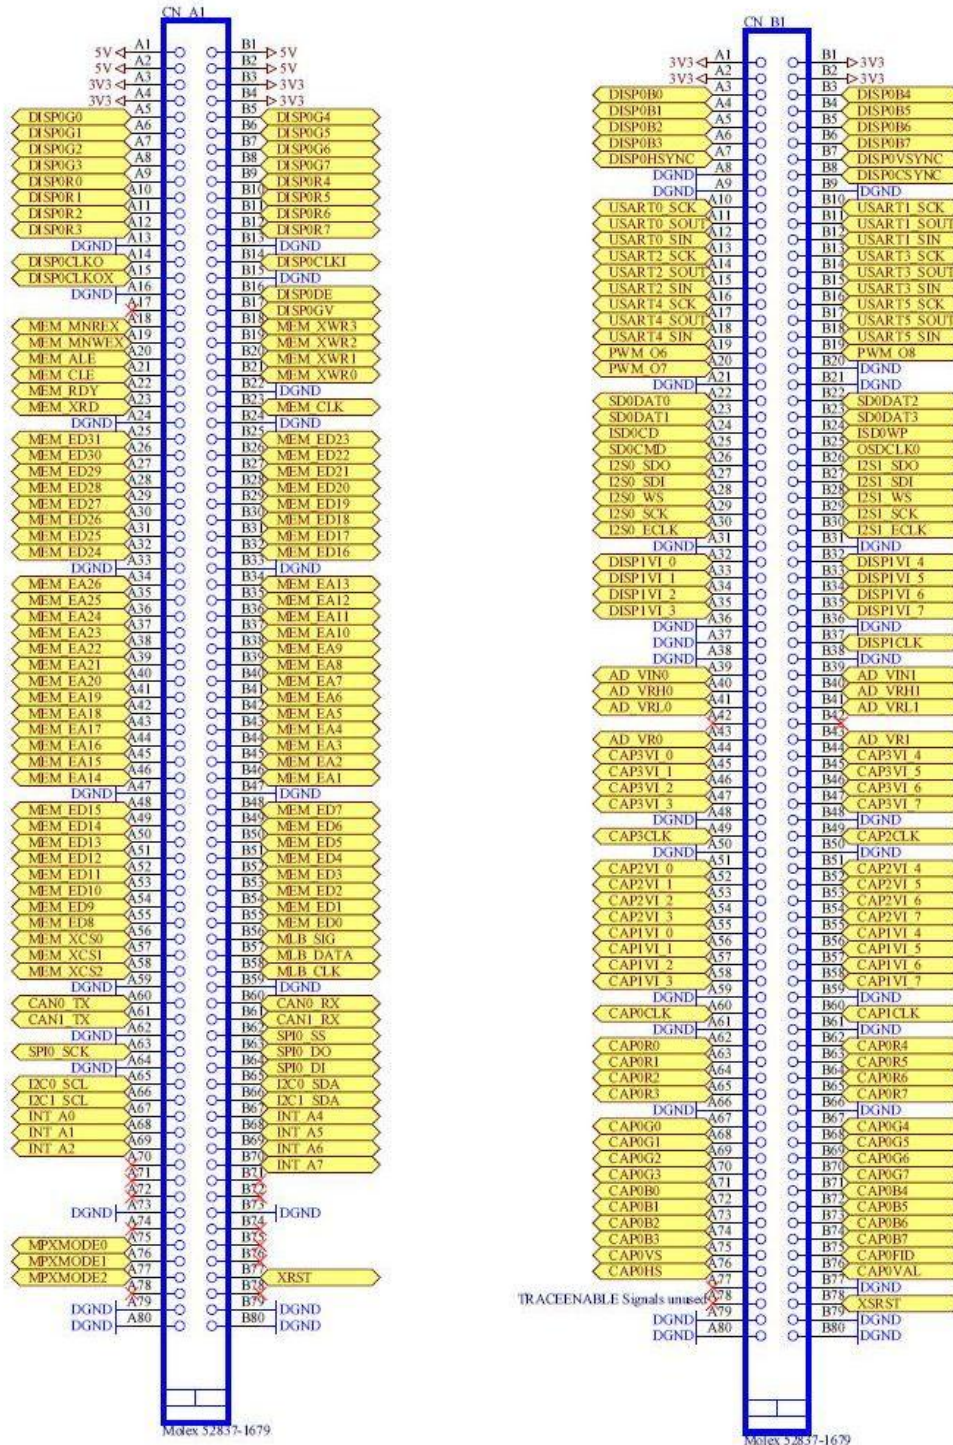 CN_A1
5V A1 B1 5V
5V A2 B2 5V
3V3 A3 B3 3V3
3V3 A4 B4 3V3
DISP0G0 A5 B5 DISP0G4
DISP0G1 A6 B6 DISP0G5
DISP0G2 A7 B7 DISP0G6
DISP0G3 A8 B8 DISP0G7
DISP0R0 A9 B9 DISP0R4
DISP0R1 A10 B10 DISP0R5
DISP0R2 A11 B11 DISP0R6
DISP0R3 A12 B12 DISP0R7
DGND A13 B13 DGND
DISP0CLKO A14 B14 DISP0CLKI
DISP0CLKOX A15 B15 DGND
DGND A16 B16 DISP0DE
A17 B17 DISP0GV
MEM_MNREX A18 B18 MEM_XWR3
MEM_MNWEX A19 B19 MEM_XWR2
MEM_ALE A20 B20 MEM_XWR1
MEM_CLE A21 B21 MEM_XWR0
MEM_RDY A22 B22 DGND
MEM_XRD A23 B23 MEM_CLK
DGND A24 B24 DGND
MEM_ED31 A25 B25 MEM_ED23
MEM_ED30 A26 B26 MEM_ED22
MEM_ED29 A27 B27 MEM_ED21
MEM_ED28 A28 B28 MEM_ED20
MEM_ED27 A29 B29 MEM_ED19
MEM_ED26 A30 B30 MEM_ED18
MEM_ED25 A31 B31 MEM_ED17
MEM_ED24 A32 B32 MEM_ED16
DGND A33 B33 DGND
MEM_EA26 A34 B34 MEM_EA13
MEM_EA25 A35 B35 MEM_EA12
MEM_EA24 A36 B36 MEM_EA11
MEM_EA23 A37 B37 MEM_EA10
MEM_EA22 A38 B38 MEM_EA9
MEM_EA21 A39 B39 MEM_EA8
MEM_EA20 A40 B40 MEM_EA7
MEM_EA19 A41 B41 MEM_EA6
MEM_EA18 A42 B42 MEM_EA5
MEM_EA17 A43 B43 MEM_EA4
MEM_EA16 A44 B44 MEM_EA3
MEM_EA15 A45 B45 MEM_EA2
MEM_EA14 A46 B46 MEM_EA1
DGND A47 B47 DGND
MEM_ED15 A48 B48 MEM_ED7
MEM_ED14 A49 B49 MEM_ED6
MEM_ED13 A50 B50 MEM_ED5
MEM_ED12 A51 B51 MEM_ED4
MEM_ED11 A52 B52 MEM_ED3
MEM_ED10 A53 B53 MEM_ED2
MEM_ED9 A54 B54 MEM_ED1
MEM_ED8 A55 B55 MEM_ED0
MEM_XCS0 A56 B56 MLB_SIG
MEM_XCS1 A57 B57 MLB_DATA
MEM_XCS2 A58 B58 MLB_CLK
DGND A59 B59 DGND
CAN0_TX A60 B60 CAN0_RX
CAN1_TX A61 B61 CAN1_RX
DGND A62 B62 SPI0_SS
SPI0_SCK A63 B63 SPI0_DO
DGND A64 B64 SPI0_DI
I2C0_SCL A65 B65 I2C0_SDA
I2C1_SCL A66 B66 I2C1_SDA
INT_A0 A67 B67 INT_A4
INT_A1 A68 B68 INT_A5
INT_A2 A69 B69 INT_A6
A70 B70 INT_A7
A71 B71
A72 B72
DGND A73 B73 DGND
A74 B74
MPXMODE0 A75 B75
MPXMODE1 A76 B76
MPXMODE2 A77 B77 XRST
A78 B78
DGND A79 B79 DGND
DGND A80 B80 DGND
Molex 52837-1679
CN_B1
3V3 A1 B1 3V3
3V3 A2 B2 3V3
DISP0B0 A3 B3 DISP0B4
DISP0B1 A4 B4 DISP0B5
DISP0B2 A5 B5 DISP0B6
DISP0B3 A6 B6 DISP0B7
DISP0HSYNC A7 B7 DISP0VSYNC
DGND A8 B8 DISP0CSYNC
DGND A9 B9 DGND
USART0_SCK A10 B10 USART1_SCK
USART0_SOUT A11 B11 USART1_SOUT
USART0_SIN A12 B12 USART1_SIN
USART2_SCK A13 B13 USART3_SCK
USART2_SOUT A14 B14 USART3_SOUT
USART2_SIN A15 B15 USART3_SIN
USART4_SCK A16 B16 USART5_SCK
USART4_SOUT A17 B17 USART5_SOUT
USART4_SIN A18 B18 USART5_SIN
PWM_O6 A19 B19 PWM_O8
PWM_O7 A20 B20 DGND
DGND A21 B21 DGND
SD0DAT0 A22 B22 SD0DAT2
SD0DAT1 A23 B23 SD0DAT3
ISD0CD A24 B24 ISD0WP
SD0CMD A25 B25 OSDCLK0
I2S0_SDO A26 B26 I2S1_SDO
I2S0_SDI A27 B27 I2S1_SDI
I2S0_WS A28 B28 I2S1_WS
I2S0_SCK A29 B29 I2S1_SCK
I2S0_ECLK A30 B30 I2S1_ECLK
DGND A31 B31 DGND
DISP1VI_0 A32 B32 DISP1VI_4
DISP1VI_1 A33 B33 DISP1VI_5
DISP1VI_2 A34 B34 DISP1VI_6
DISP1VI_3 A35 B35 DISP1VI_7
DGND A36 B36 DGND
DGND A37 B37 DISP1CLK
DGND A38 B38 DGND
AD_VIN0 A39 B39 AD_VIN1
AD_VRH0 A40 B40 AD_VRH1
AD_VRL0 A41 B41 AD_VRL1
A42 B42
AD_VR0 A43 B43 AD_VR1
CAP3VI_0 A44 B44 CAP3VI_4
CAP3VI_1 A45 B45 CAP3VI_5
CAP3VI_2 A46 B46 CAP3VI_6
CAP3VI_3 A47 B47 CAP3VI_7
DGND A48 B48 DGND
CAP3CLK A49 B49 CAP2CLK
DGND A50 B50 DGND
CAP2VI_0 A51 B51 CAP2VI_4
CAP2VI_1 A52 B52 CAP2VI_5
CAP2VI_2 A53 B53 CAP2VI_6
CAP2VI_3 A54 B54 CAP2VI_7
CAP1VI_0 A55 B55 CAP1VI_4
CAP1VI_1 A56 B56 CAP1VI_5
CAP1VI_2 A57 B57 CAP1VI_6
CAP1VI_3 A58 B58 CAP1VI_7
DGND A59 B59 DGND
CAP0CLK A60 B60 CAP1CLK
DGND A61 B61 DGND
CAP0R0 A62 B62 CAP0R4
CAP0R1 A63 B63 CAP0R5
CAP0R2 A64 B64 CAP0R6
CAP0R3 A65 B65 CAP0R7
DGND A66 B66 DGND
CAP0G0 A67 B67 CAP0G4
CAP0G1 A68 B68 CAP0G5
CAP0G2 A69 B69 CAP0G6
CAP0G3 A70 B70 CAP0G7
CAP0B0 A71 B71 CAP0B4
CAP0B1 A72 B72 CAP0B5
CAP0B2 A73 B73 CAP0B6
CAP0B3 A74 B74 CAP0B7
CAP0VS A75 B75 CAP0FID
CAP0HS A76 B76 CAP0VAL
A77 B77 DGND
TRACEENABLE Signals unused A78 B78 XSRST
DGND A79 B79 DGND
DGND A80 B80 DGND
Molex 52837-1679